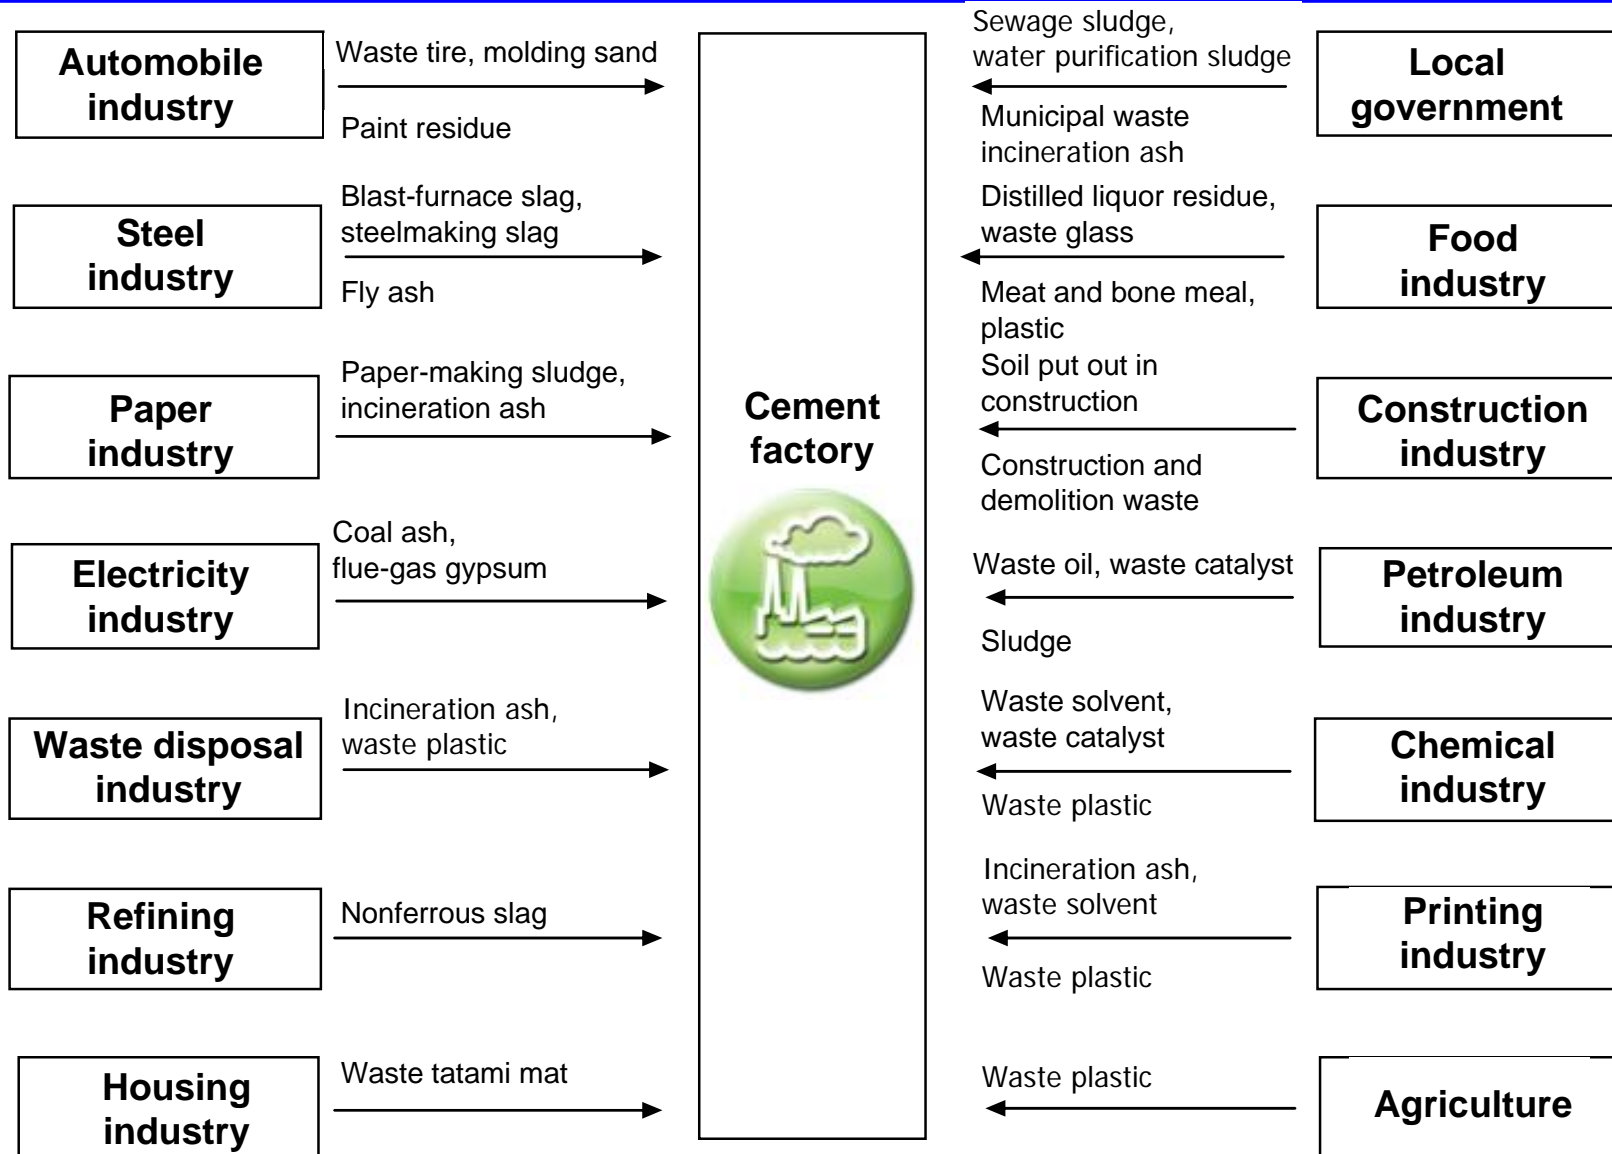 Automobile
industry
Waste tire, molding sand
Paint residue
Steel
industry
Blast-furnace slag,
steelmaking slag
Fly ash
Paper
industry
Paper-making sludge,
incineration ash
Electricity
industry
Coal ash,
flue-gas gypsum
Waste disposal
industry
Incineration ash,
waste plastic
Refining
industry
Nonferrous slag
Housing
industry
Waste tatami mat
Cement
factory
Sewage sludge,
water purification sludge
Municipal waste
incineration ash
Local
government
Distilled liquor residue,
waste glass
Meat and bone meal,
plastic
Food
industry
Soil put out in
construction
Construction and
demolition waste
Construction
industry
Waste oil, waste catalyst
Sludge
Petroleum
industry
Waste solvent,
waste catalyst
Waste plastic
Chemical
industry
Incineration ash,
waste solvent
Waste plastic
Printing
industry
Waste plastic
Agriculture